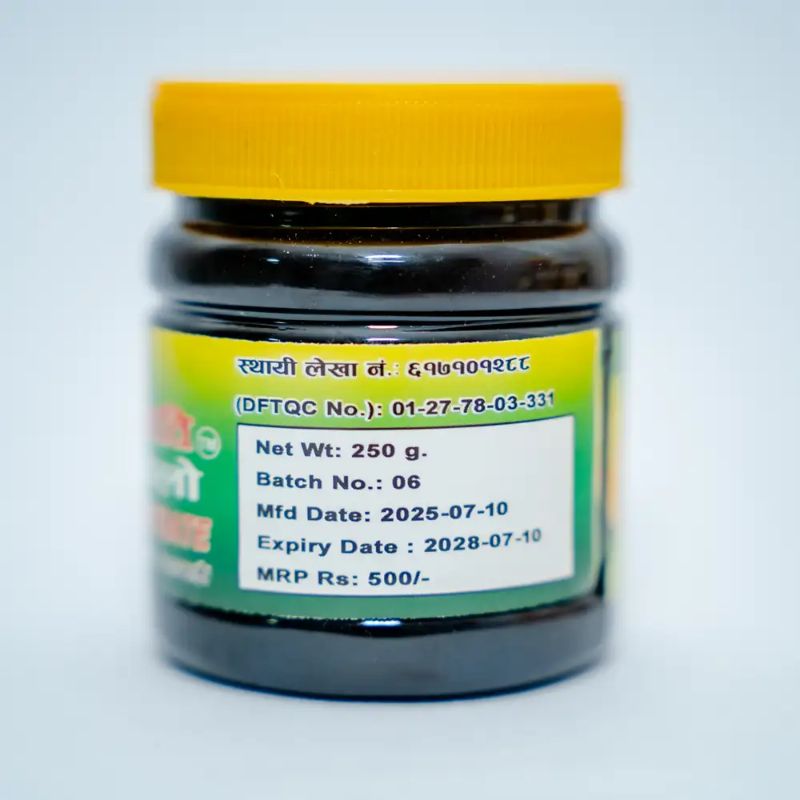 स्थायी लेखा नं.: ६१७१०१२८८
(DFTQC No.): 01-27-78-03-331
Net Wt: 250 g.
Batch No.: 06
Mfd Date: 2025-07-10
Expiry Date : 2028-07-10
MRP Rs: 500/-
TM